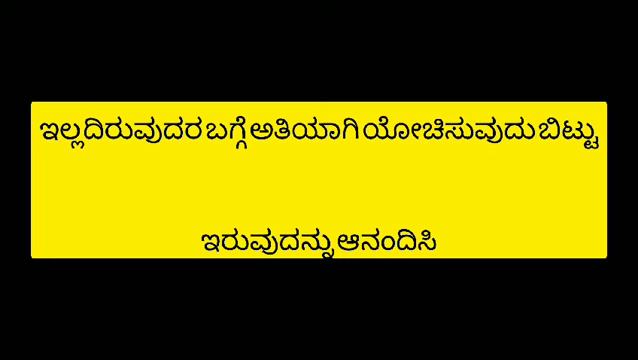 ಇಲ್ಲದಿರುವುದರ ಬಗ್ಗೆ ಅತಿಯಾಗಿ ಯೋಚಿಸುವುದು ಬಿಟ್ಟು
ಇರುವುದನ್ನು ಆನಂದಿಸಿ